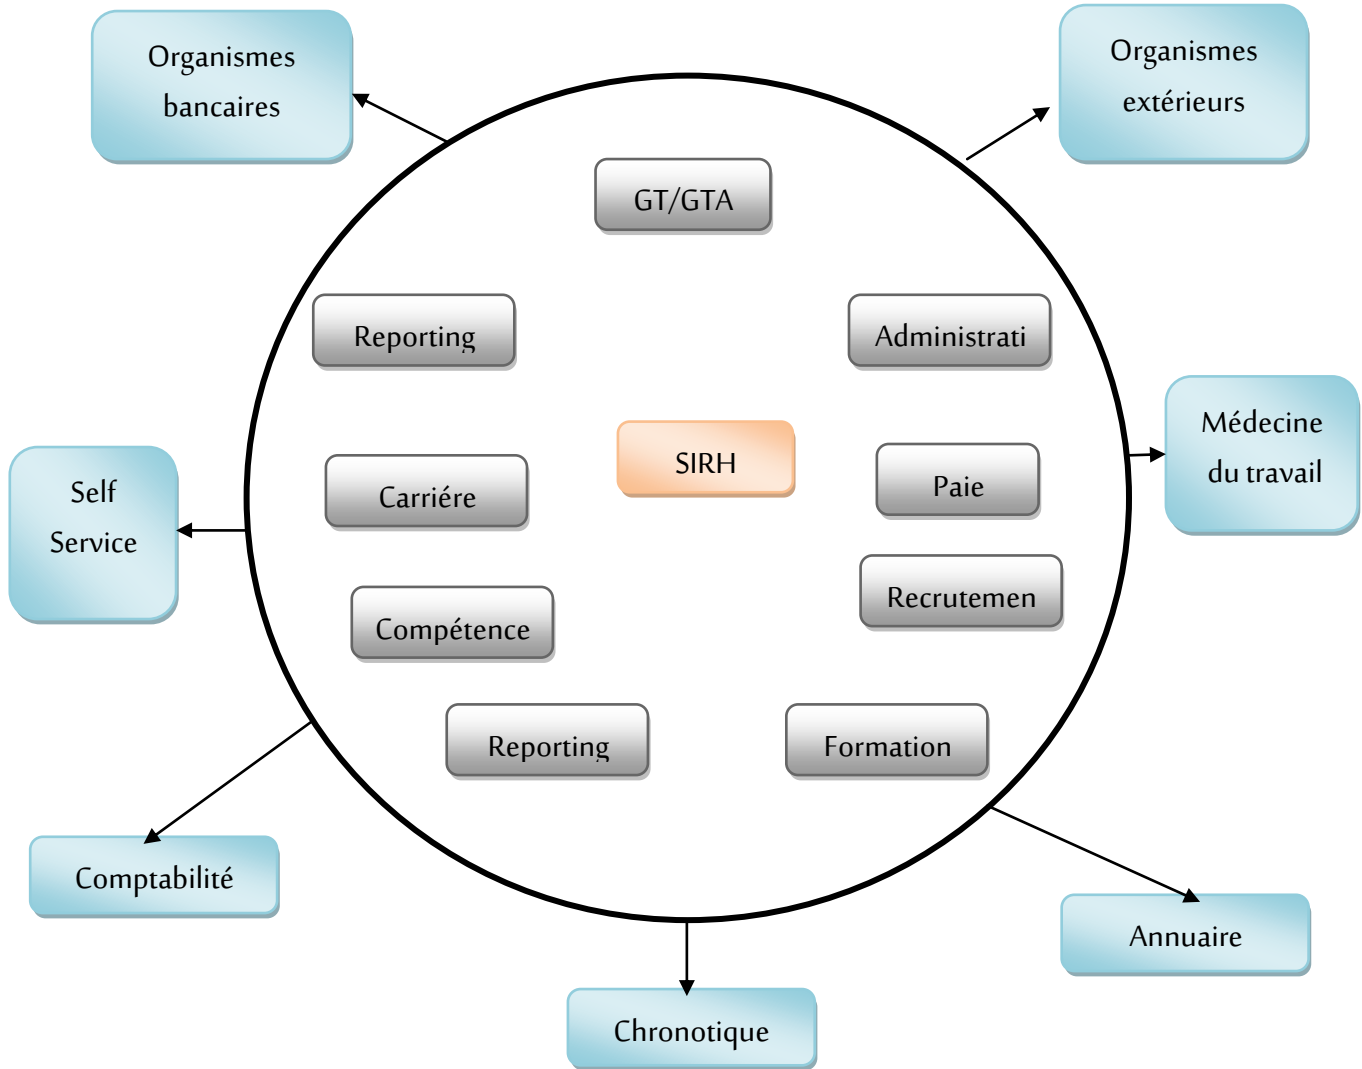 Organismes
bancaires
Organismes
extérieurs
GT/GTA
Reporting
Administrati
SIRH
Médecine
du travail
Carriére
Paie
Self
Service
Recrutemen
Compétence
Reporting
Formation
Comptabilité
Annuaire
Chronotique